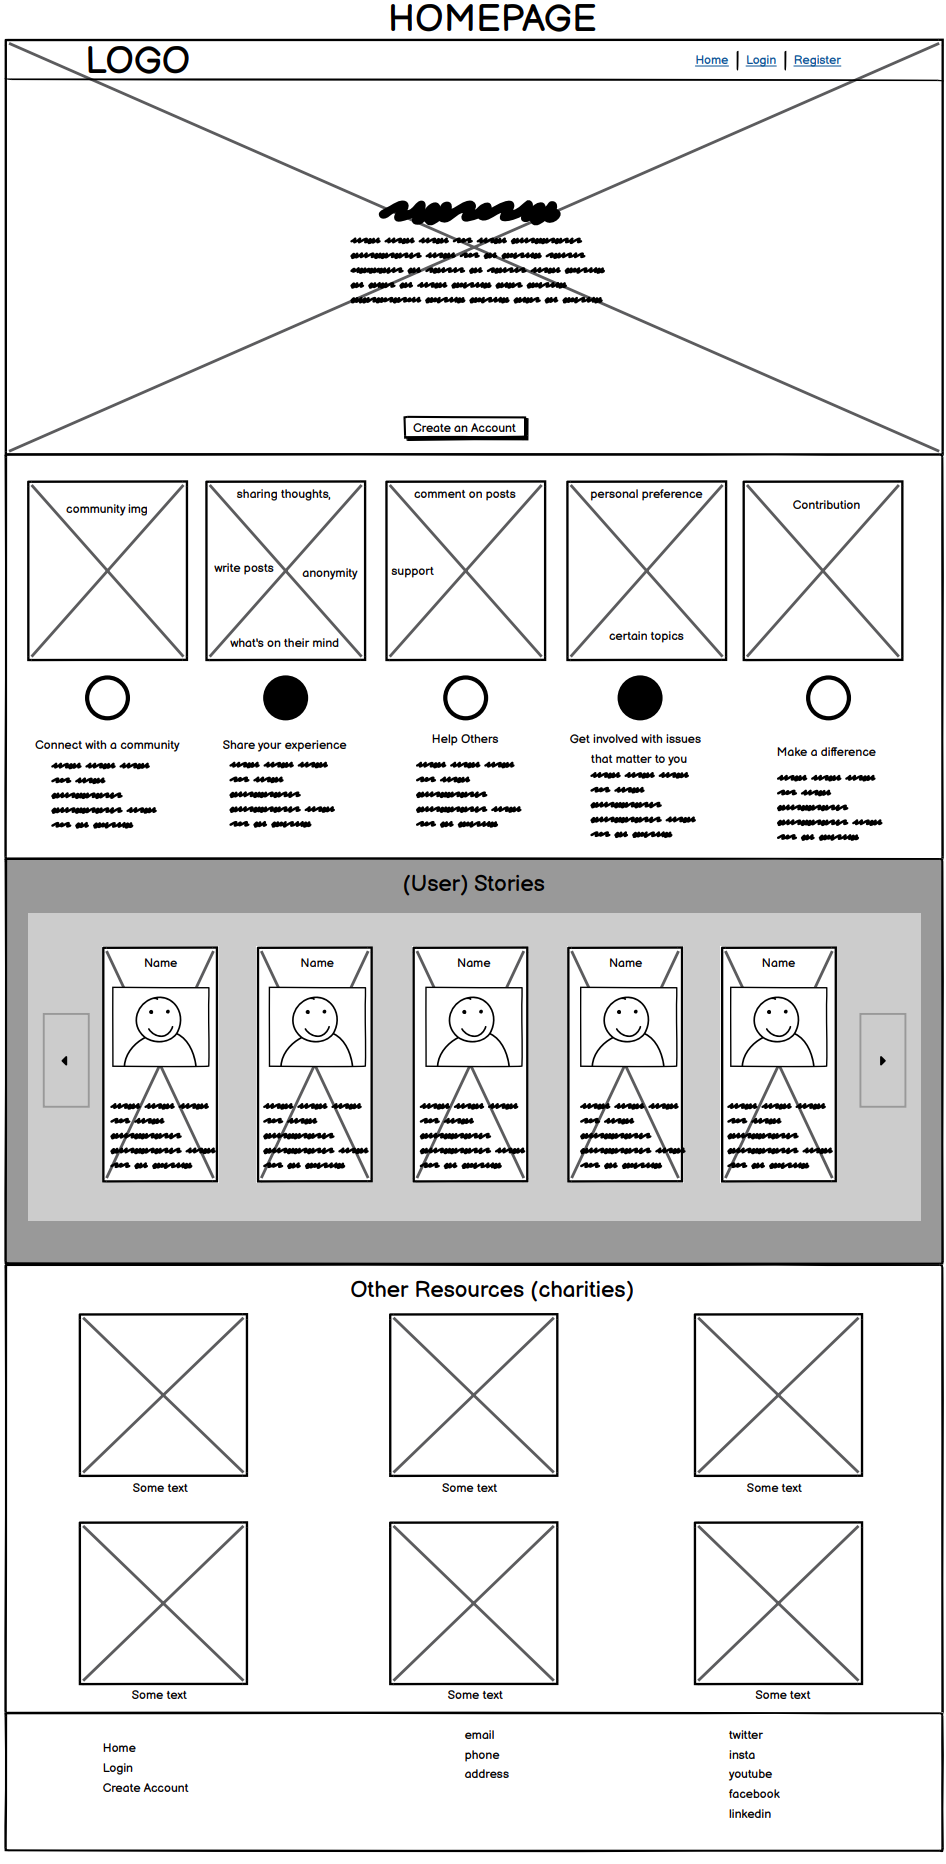 HOMEPAGE
LOGO
Home | Login | Register
Create an Account
community img
sharing thoughts,
write posts
anonymity
what's on their mind
comment on posts
support
personal preference
certain topics
Contribution
Connect with a community
Share your experience
Help Others
Get involved with issues
that matter to you
Make a difference
(User) Stories
Name
Name
Name
Name
Name
Other Resources (charities)
Some text
Some text
Some text
Some text
Some text
Some text
Home
Login
Create Account
email
phone
address
twitter
insta
youtube
facebook
linkedin